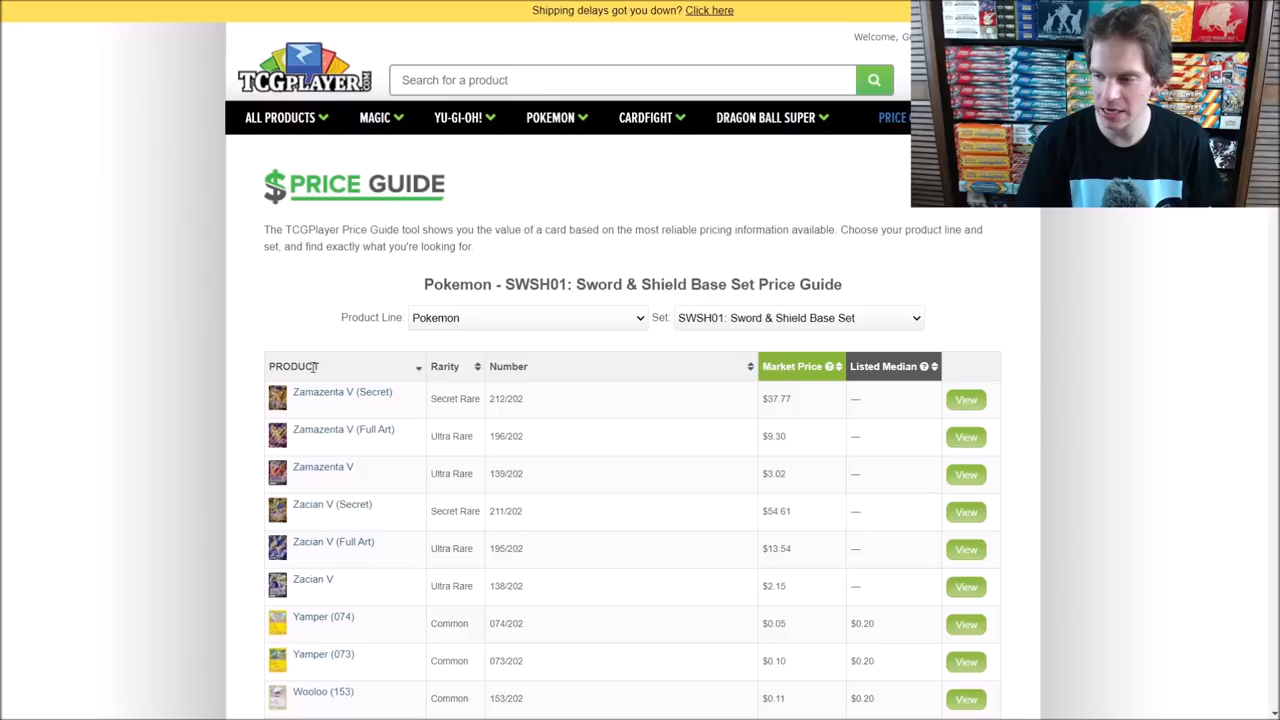 Shipping delays got you down? Click here
Welcome, G
TCGPLAYER
Search for a product
ALL PRODUCTS
MAGIC
YU-GI-O
POKEMON
CARDFIGHT
DRAGON BALL SUPER
PRICE
$PRICE GUIDE
The TCGPlayer Price Guide tool shows you the value of a card based on the most reliable pricing information available. Choose your product line and
set, and find exactly what you're looking for.
Pokemon - SWSH01: Sword & Shield Base Set Price Guide
Product Line: Pokemon Set: SWSH01: Sword & Shield Base Set
PRODUCT Rarity Number Market Price ? Listed Median ?
Zamazenta V (Secret) Secret Rare 212/202 $37.77 — View
Zamazenta V (Full Art) Ultra Rare 196/202 $9.30 — View
Zamazenta V Ultra Rare 139/202 $3.02 — View
Zacian V (Secret) Secret Rare 211/202 $54.61 — View
Zacian V (Full Art) Ultra Rare 195/202 $13.54 — View
Zacian V Ultra Rare 138/202 $2.15 — View
Yamper (074) Common 074/202 $0.05 $0.20 View
Yamper (073) Common 073/202 $0.10 $0.20 View
Wooloo (153) Common 153/202 $0.11 $0.20 View